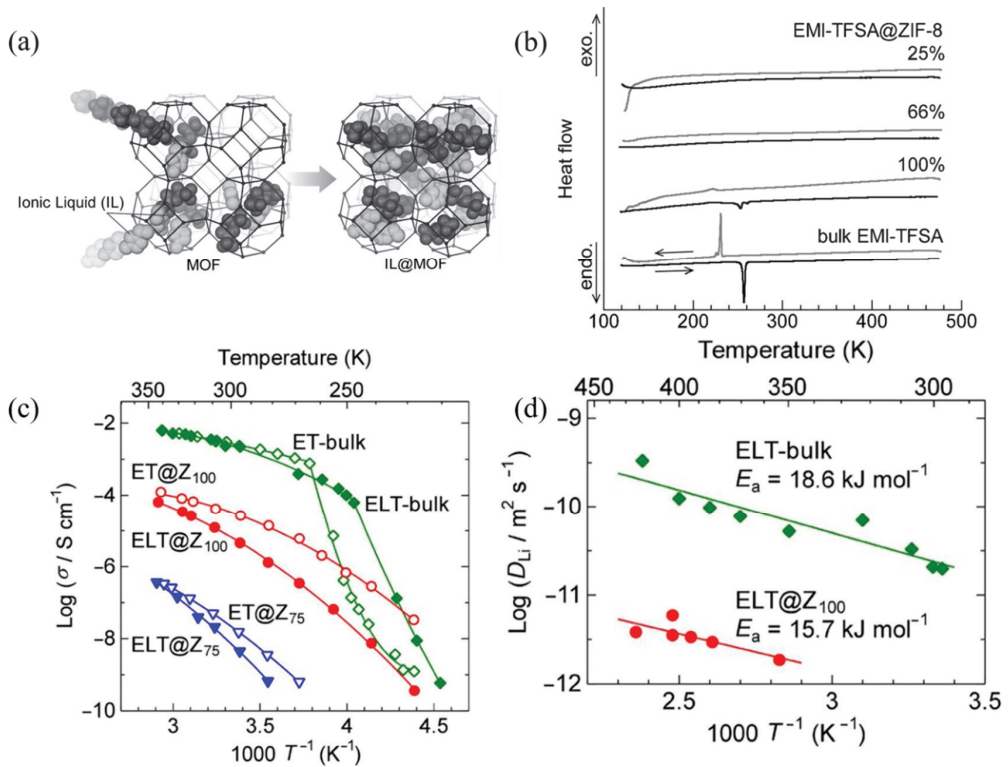 (a)
Ionic Liquid (IL)
MOF
IL@MOF
(b)
exo.
Heat flow
endo.
EMI-TFSA@ZIF-8
25%
66%
100%
bulk EMI-TFSA
100 200 300 400 500
Temperature (K)
(c)
Temperature (K)
350 300 250
Log (σ / S cm⁻¹)
−2
−4
−6
−8
−10
ET-bulk
ELT-bulk
ET@Z₁₀₀
ELT@Z₁₀₀
ET@Z₇₅
ELT@Z₇₅
3 3.5 4 4.5
1000 T⁻¹ (K⁻¹)
(d)
450 400 350 300
Log (D_Li / m² s⁻¹)
−9
−10
−11
−12
ELT-bulk
Eₐ = 18.6 kJ mol⁻¹
ELT@Z₁₀₀
Eₐ = 15.7 kJ mol⁻¹
2.5 3 3.5
1000 T⁻¹ (K⁻¹)